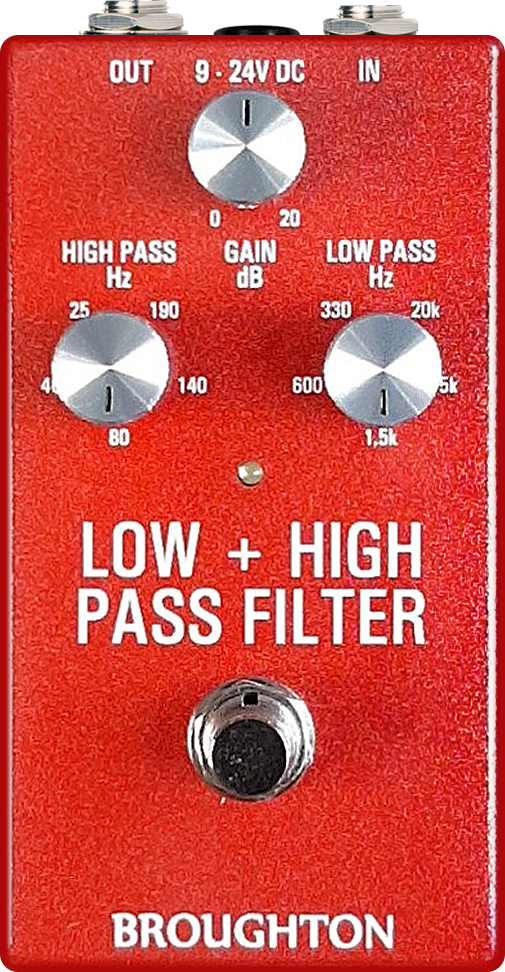 OUT 9 - 24V DC IN
0 20
HIGH PASS GAIN LOW PASS
Hz dB Hz
25 190 330 20k
140 600
80 1,5k
LOW + HIGH
PASS FILTER
BROUGHTON